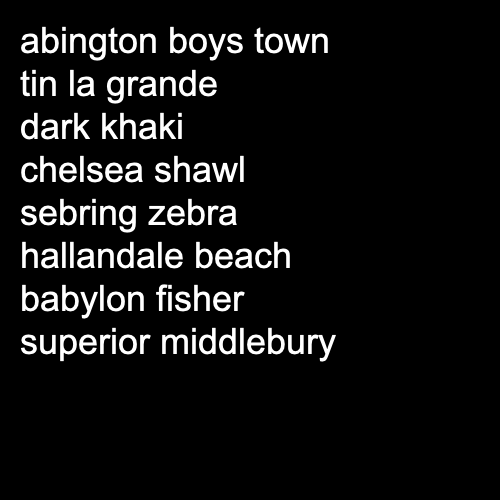 abington boys town
tin la grande
dark khaki
chelsea shawl
sebring zebra
hallandale beach
babylon fisher
superior middlebury